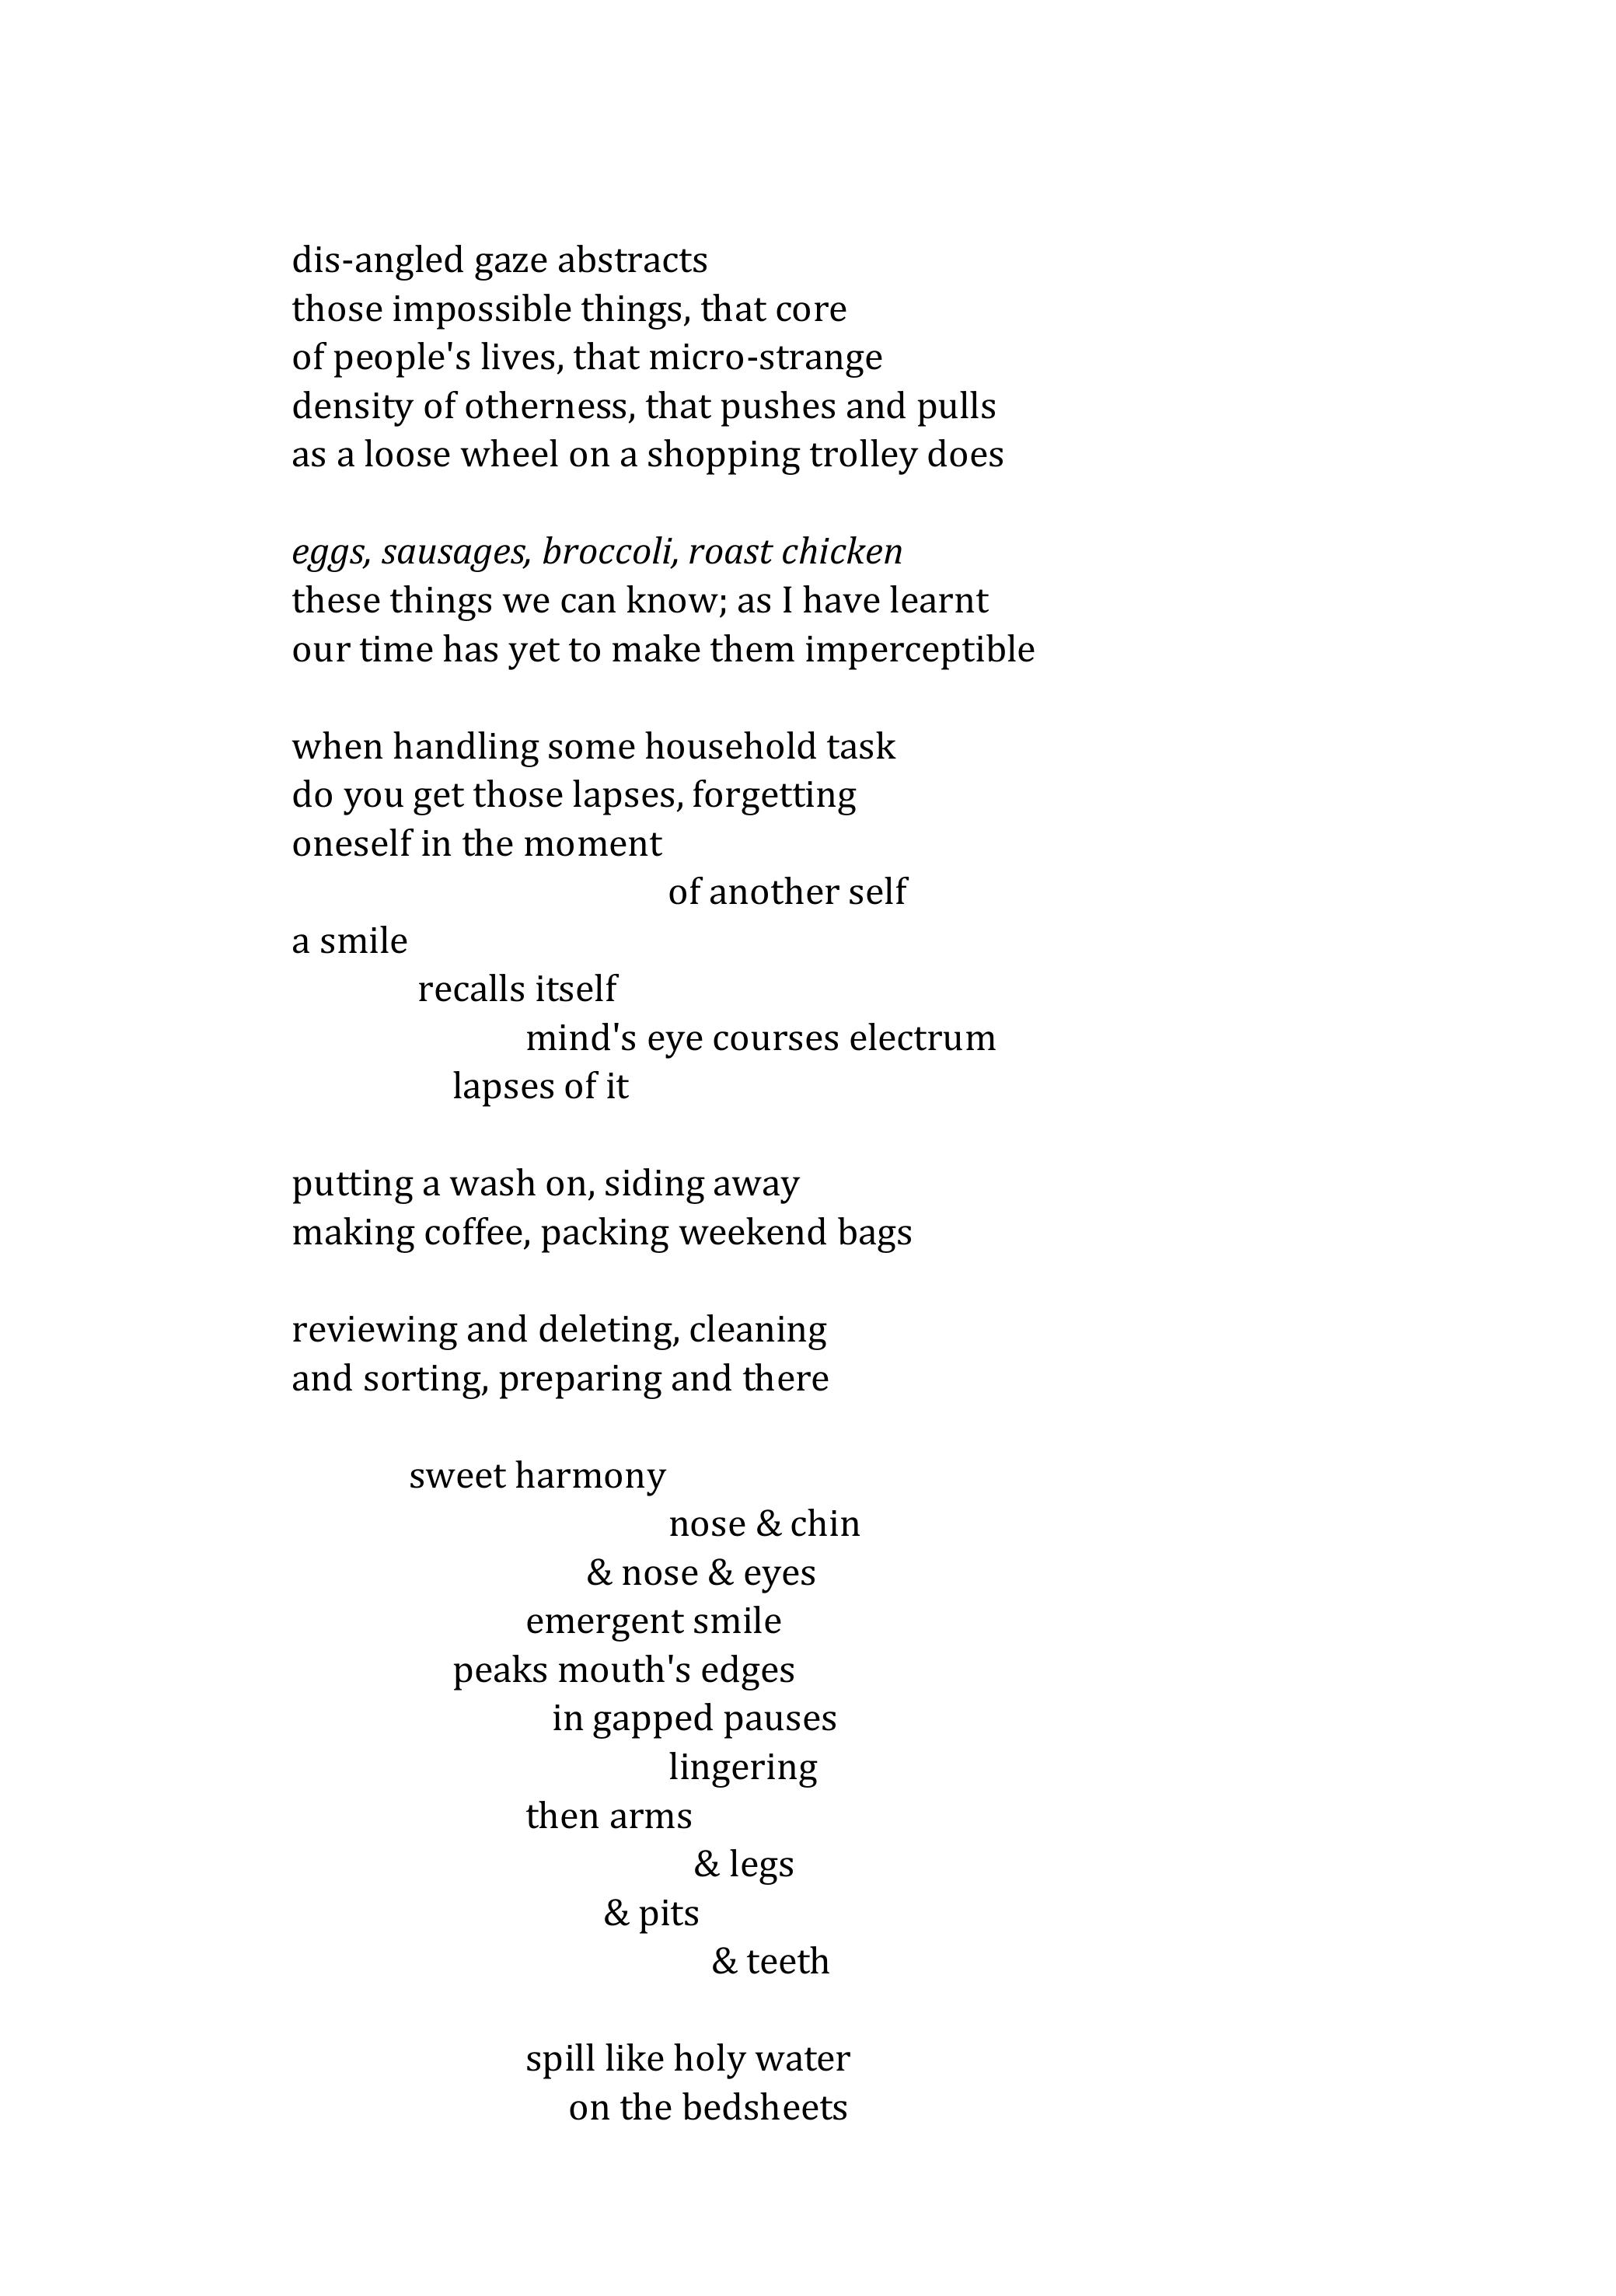 dis-angled gaze abstracts
those impossible things, that core
of people's lives, that micro-strange
density of otherness, that pushes and pulls
as a loose wheel on a shopping trolley does
eggs, sausages, broccoli, roast chicken
these things we can know; as I have learnt
our time has yet to make them imperceptible
when handling some household task
do you get those lapses, forgetting
oneself in the moment
of another self
a smile
recalls itself
mind's eye courses electrum
lapses of it
putting a wash on, siding away
making coffee, packing weekend bags
reviewing and deleting, cleaning
and sorting, preparing and there
sweet harmony
nose & chin
& nose & eyes
emergent smile
peaks mouth's edges
in gapped pauses
lingering
then arms
& legs
& pits
& teeth
spill like holy water
on the bedsheets